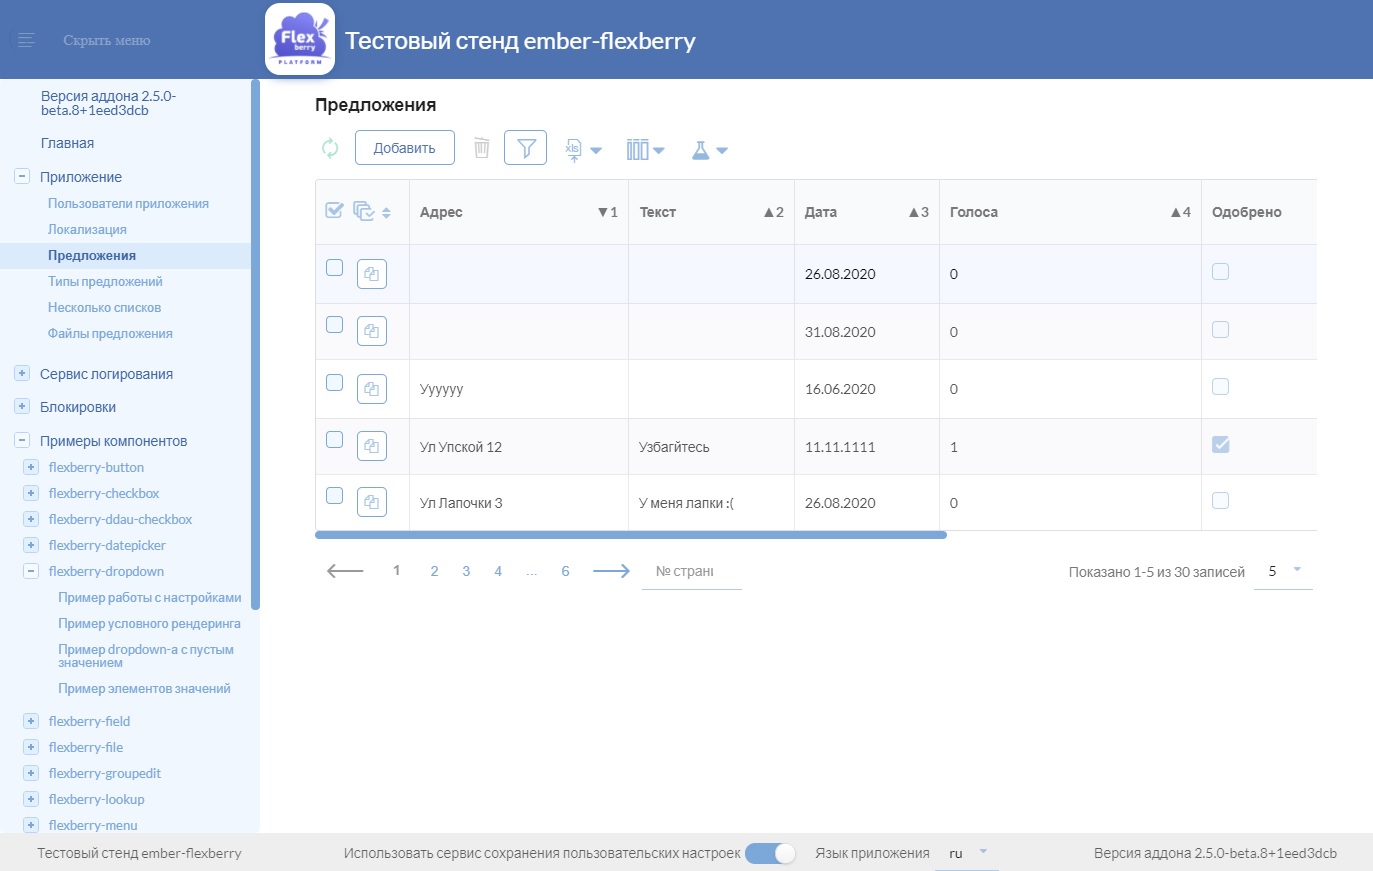 Скрыть меню
Flex
berry
PLATFORM
Тестовый стенд ember-flexberry
Версия аддона 2.5.0-
beta.8+1eed3dcb
Главная
Приложение
Пользователи приложения
Локализация
Предложения
Типы предложений
Несколько списков
Файлы предложения
Сервис логирования
Блокировки
Примеры компонентов
flexberry-button
flexberry-checkbox
flexberry-ddau-checkbox
flexberry-datepicker
flexberry-dropdown
Пример работы с настройками
Пример условного рендеринга
Пример dropdown-а с пустым
значением
Пример элементов значений
flexberry-field
flexberry-file
flexberry-groupedit
flexberry-lookup
flexberry-menu
Предложения
Добавить
xls
Адрес ▼1 Текст ▲2 Дата ▲3 Голоса ▲4 Одобрено
26.08.2020 0
31.08.2020 0
Уууууу 16.06.2020 0
Ул Упской 12 Узбагйтесь 11.11.1111 1
Ул Лапочки 3 У меня лапки :( 26.08.2020 0
1 2 3 4 ... 6 № страни
Показано 1-5 из 30 записей 5
Тестовый стенд ember-flexberry
Использовать сервис сохранения пользовательских настроек
Язык приложения ru
Версия аддона 2.5.0-beta.8+1eed3dcb